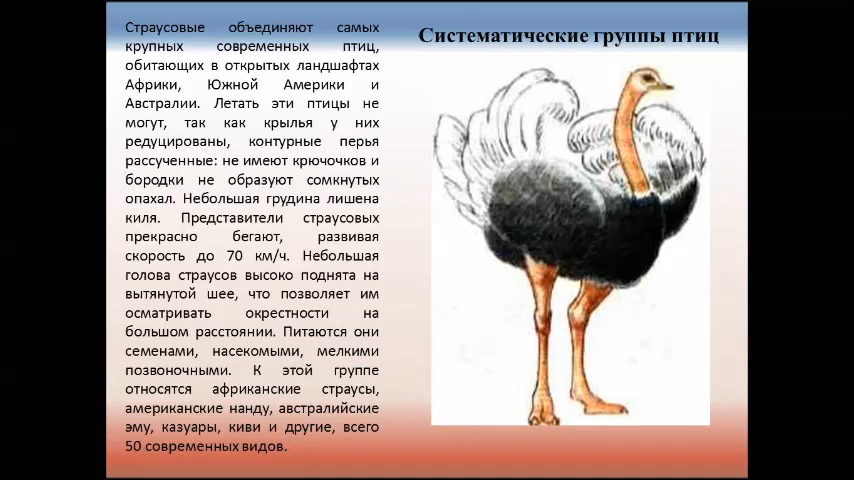 Систематические группы птиц
Страусовые объединяют самых
крупных современных птиц,
обитающих в открытых ландшафтах
Африки, Южной Америки и
Австралии. Летать эти птицы не
могут, так как крылья у них
редуцированы, контурные перья
рассученные: не имеют крючочков и
бородки не образуют сомкнутых
опахал. Небольшая грудина лишена
киля. Представители страусовых
прекрасно бегают, развивая
скорость до 70 км/ч. Небольшая
голова страусов высоко поднята на
вытянутой шее, что позволяет им
осматривать окрестности на
большом расстоянии. Питаются они
семенами, насекомыми, мелкими
позвоночными. К этой группе
относятся африканские страусы,
американские нанду, австралийские
эму, казуары, киви и другие, всего
50 современных видов.